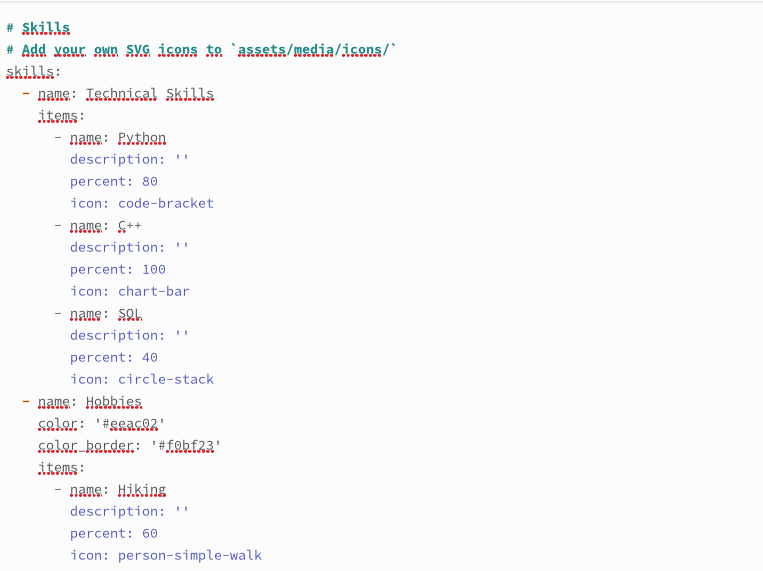 # Skills
# Add your own SVG icons to `assets/media/icons/`
skills:
  - name: Technical Skills
    items:
      - name: Python
        description: ''
        percent: 80
        icon: code-bracket
      - name: C++
        description: ''
        percent: 100
        icon: chart-bar
      - name: SQL
        description: ''
        percent: 40
        icon: circle-stack
  - name: Hobbies
    color: '#eeac02'
    color_border: '#f0bf23'
    items:
      - name: Hiking
        description: ''
        percent: 60
        icon: person-simple-walk